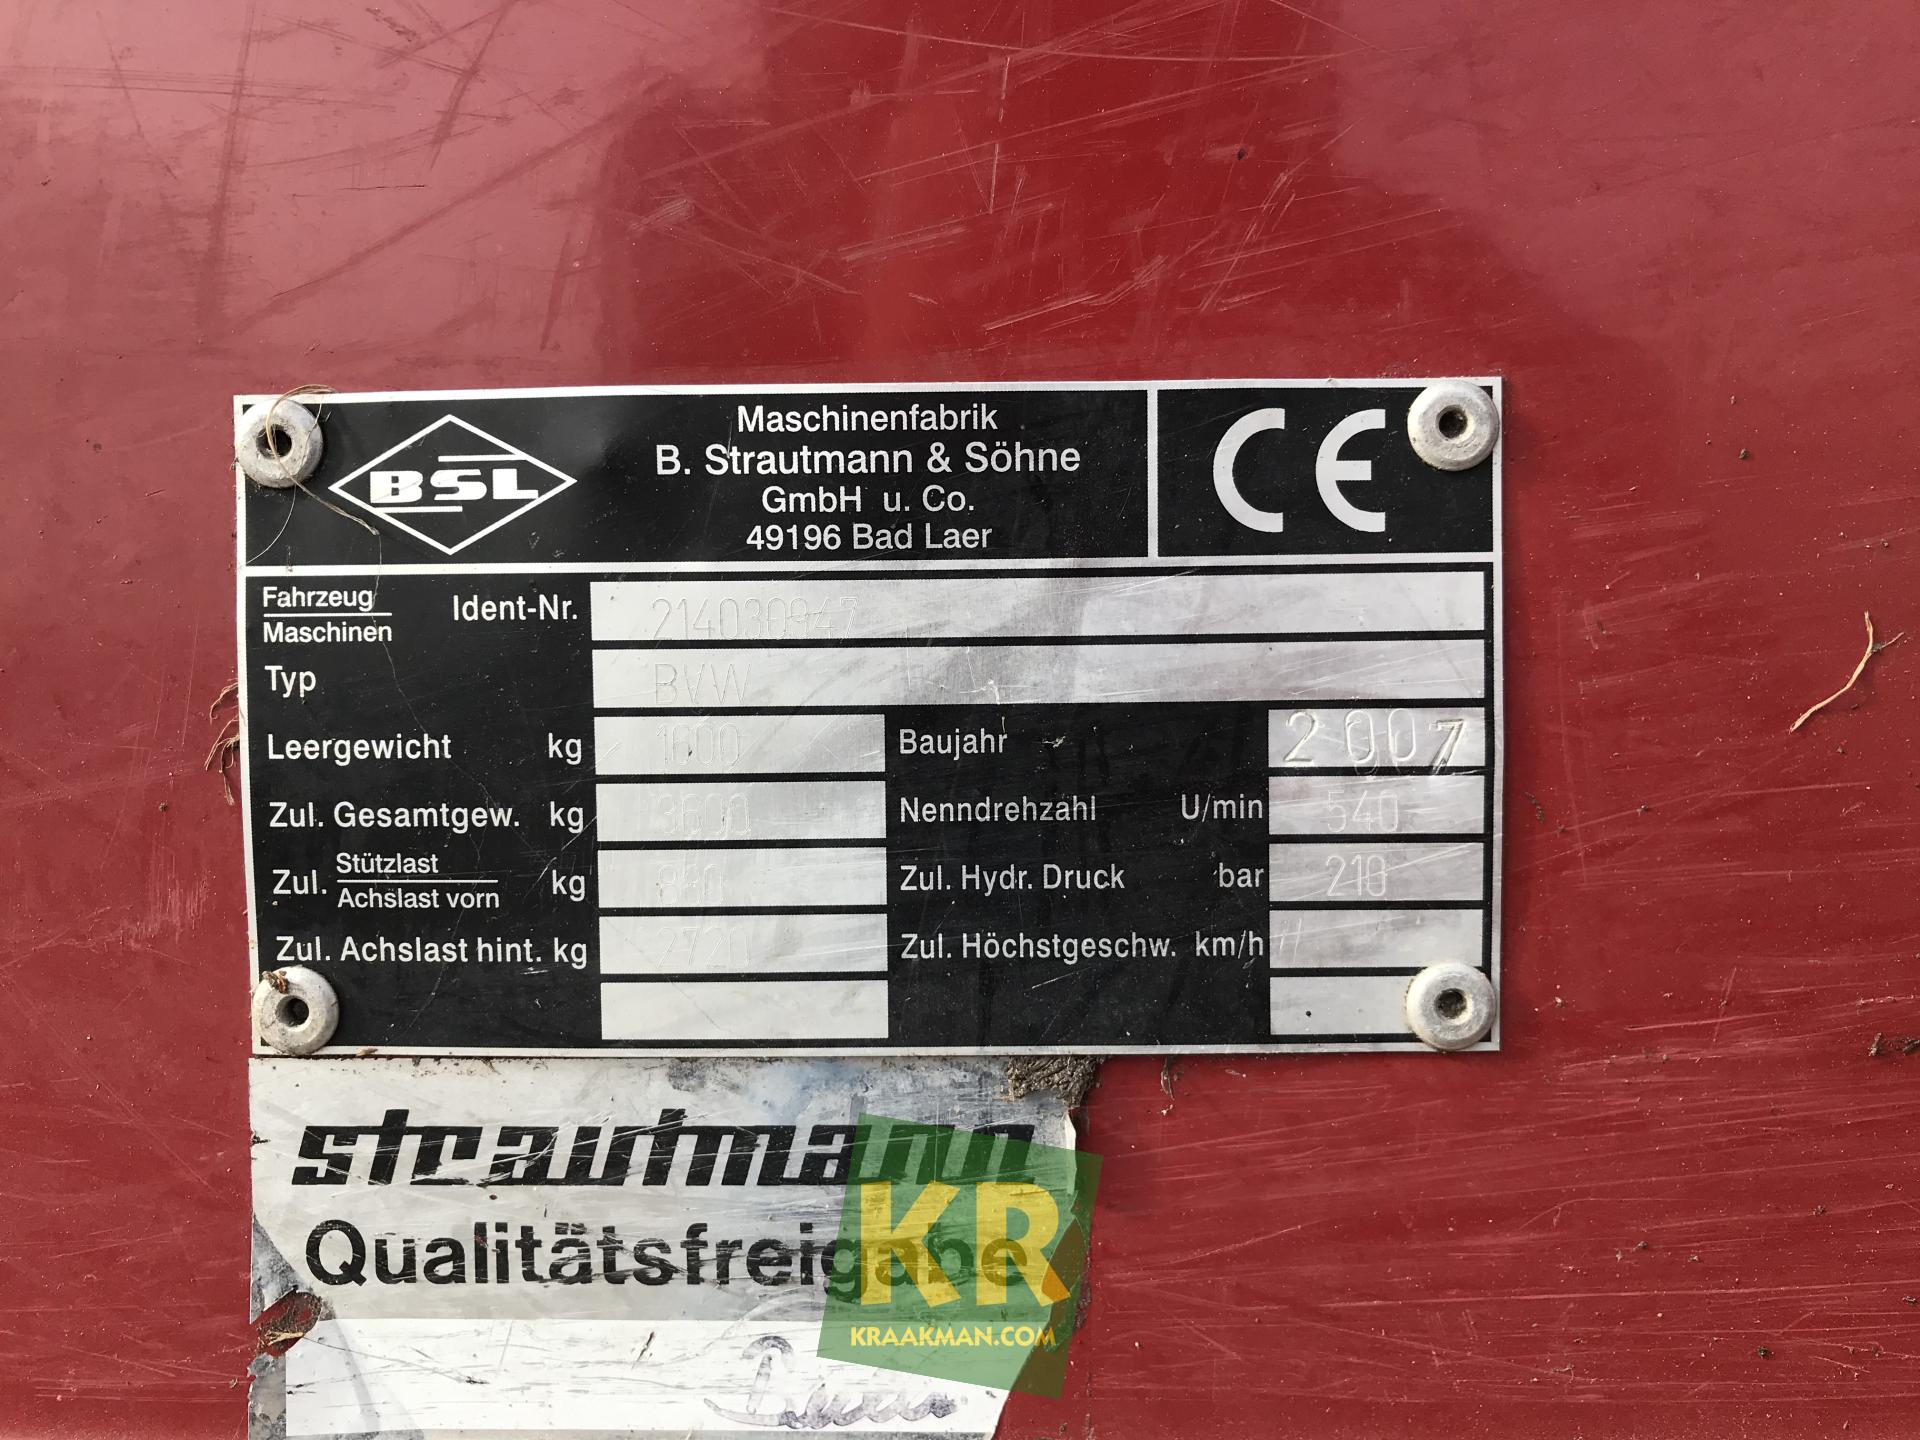 BSL
Maschinenfabrik
B. Strautmann & Söhne
GmbH u. Co.
49196 Bad Laer
CE
Fahrzeug
Maschinen
Ident-Nr. 214030947
Typ BVW
Leergewicht kg 1600
Baujahr 2007
Zul. Gesamtgew. kg 3600
Nenndrehzahl U/min 540
Zul. Stützlast
Achslast vorn kg 880
Zul. Hydr. Druck bar 210
Zul. Achslast hint. kg 2720
Zul. Höchstgeschw. km/h
strautmann
Qualitätsfreigabe
KR
KRAAKMAN.COM